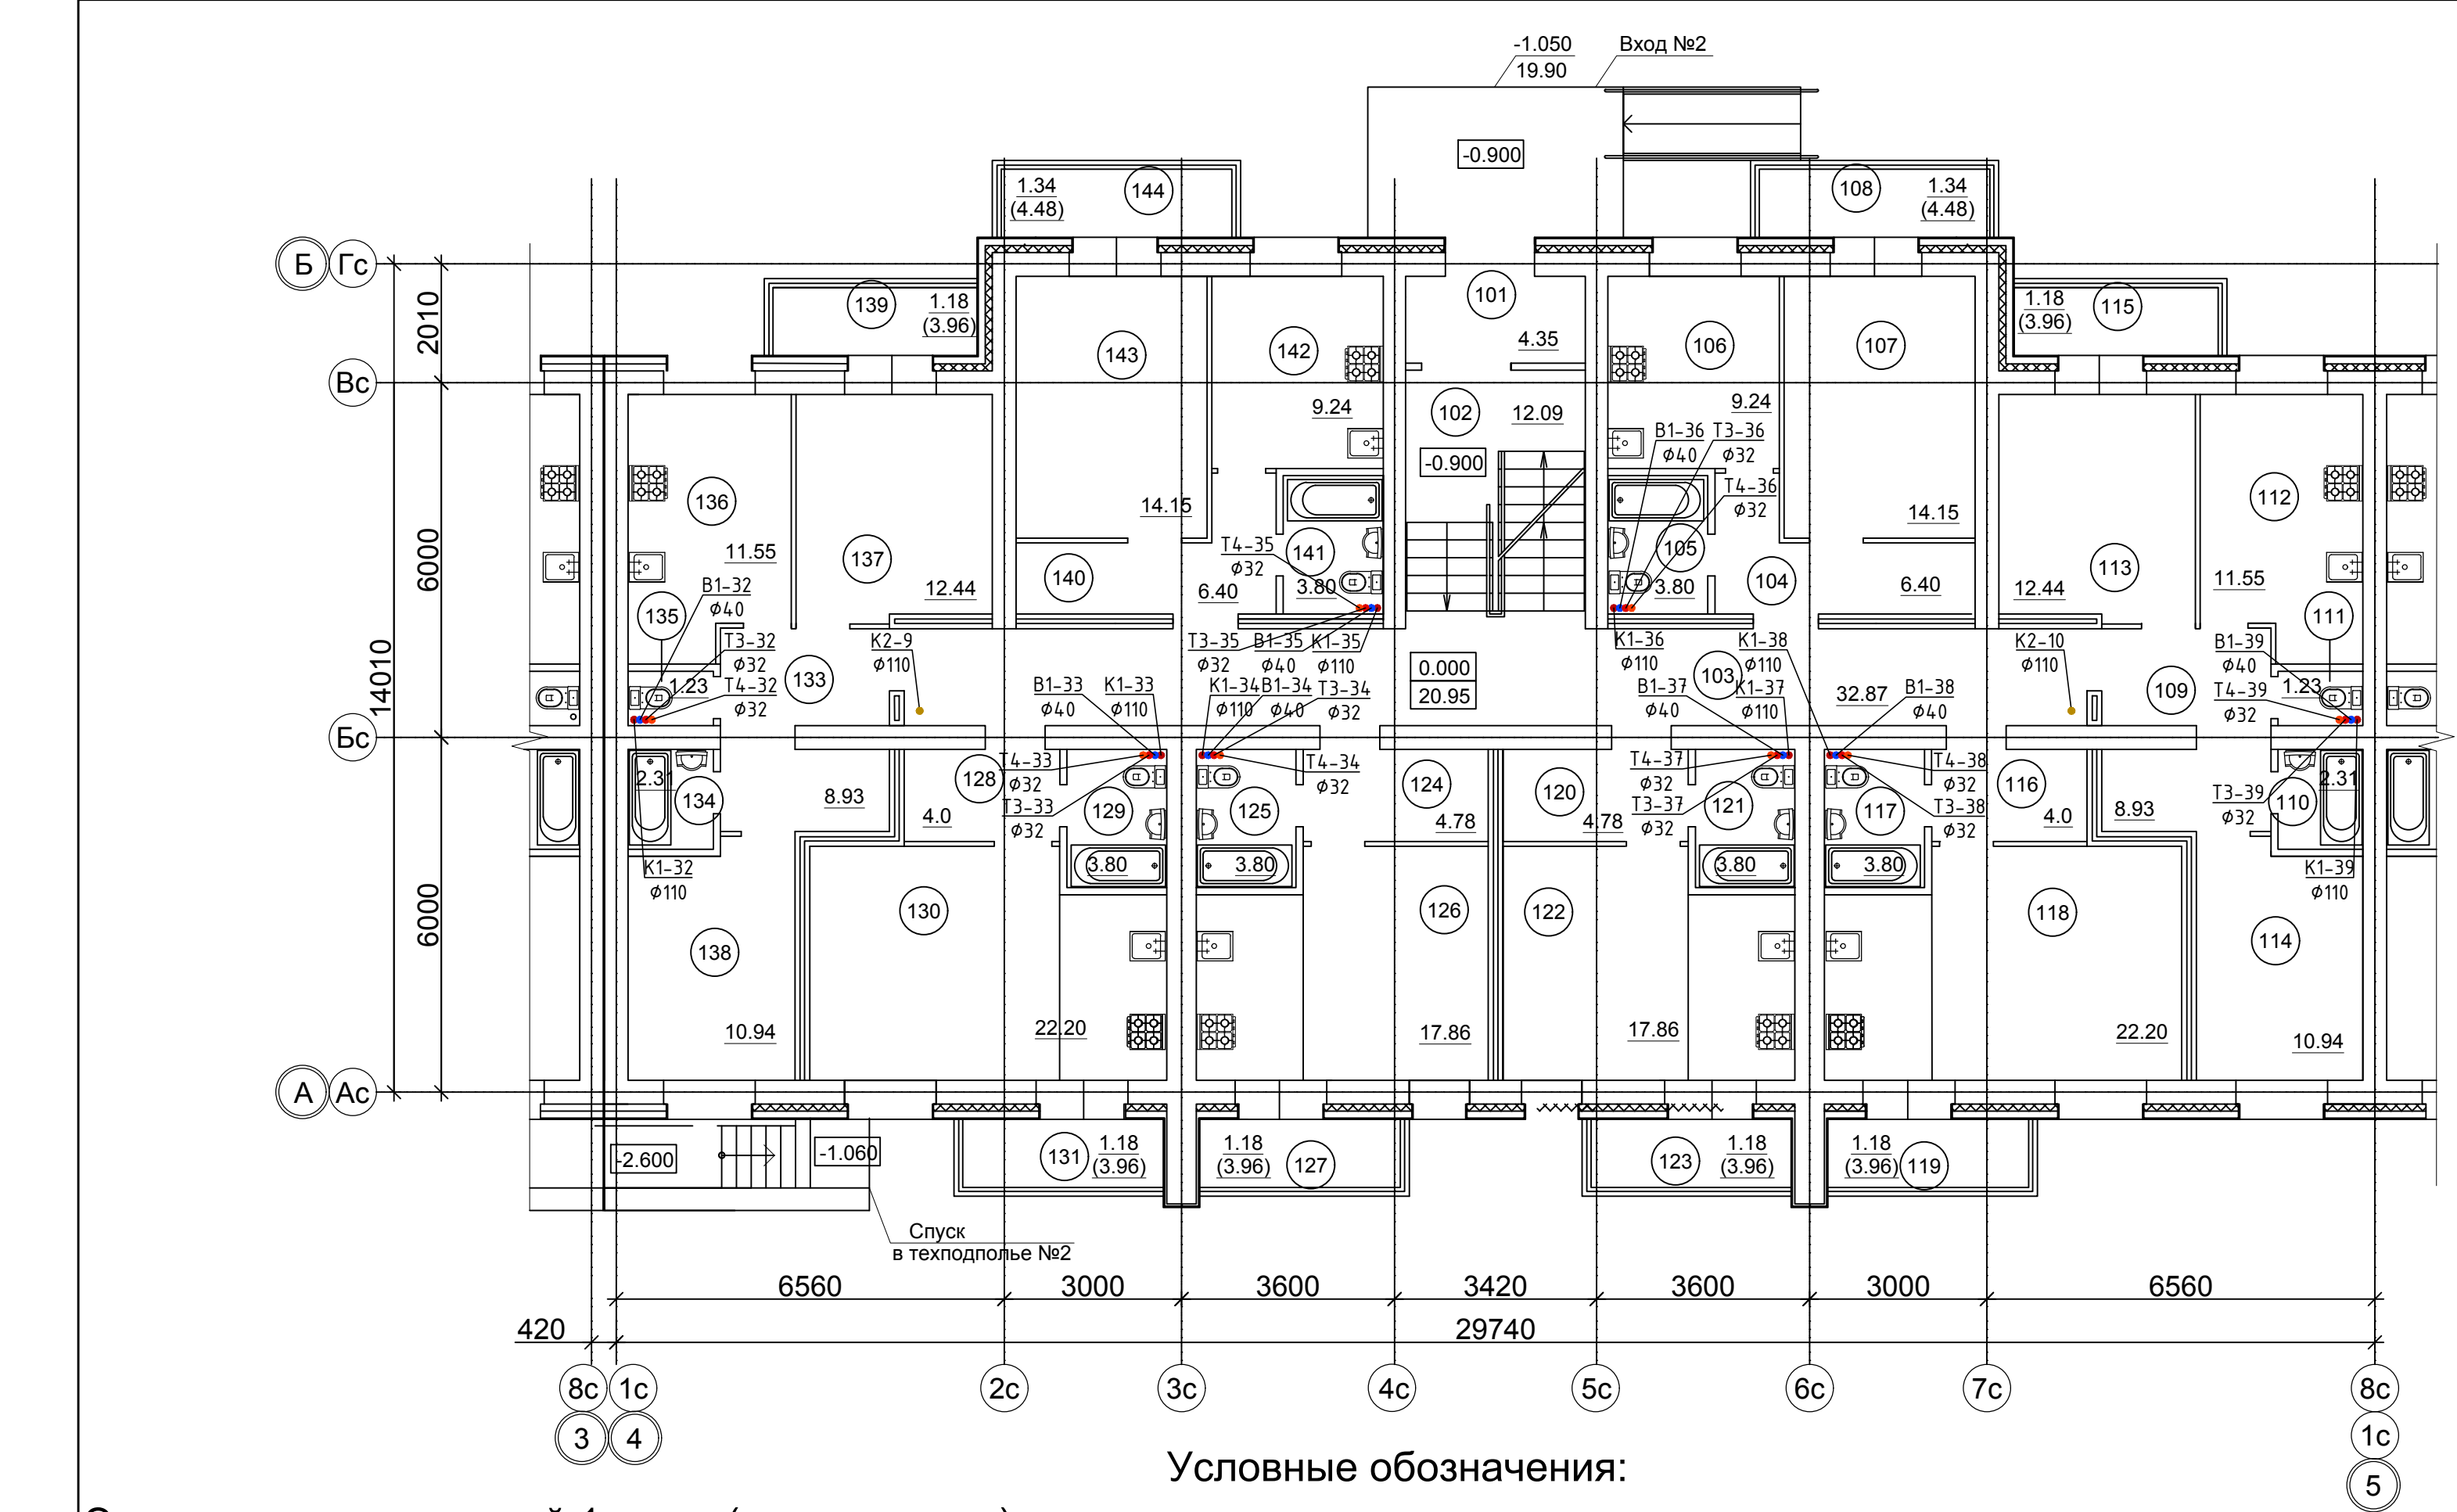 -1.050 Вход №2
19.90
-0.900
1.34 144 108 1.34
(4.48) (4.48)
Б Гс
101
139 1.18 1.18 115
(3.96) (3.96)
2010
143 142 4.35 106 107
Вс
9.24 102 12.09 9.24
В1-36 Т3-36
ф40 ф32
-0.900
136 14.15 Т4-36 14.15 112
ф32
11.55 137 Т4-35 141 105 113 11.55
ф32
6000
140 104
В1-32 12.44 6.40 3.80 3.80 6.40 12.44
ф40
135 111
К2-9 Т3-35 В1-35 К1-35 К1-36 К1-38 К2-10 В1-39
ф110 ф32 ф40 ф110 ф110 ф110 ф110 ф40
Т3-32
ф32
14010
133 0.000 103 109
1.23 Т4-32 В1-33 К1-33 К1-34 В1-34 Т3-34 20.95 В1-37 К1-37 32.87 В1-38 Т4-39 1.23
ф32 ф40 ф110 ф110 ф40 ф32 ф40 ф110 ф40 ф32
Бс
2.31 128 Т4-33 Т4-34 124 120 Т4-37 Т4-38 116 2.31
ф32 ф32 ф32 ф32
134 8.93 Т3-33 129 125 Т3-37 121 117 Т3-38 8.93 Т3-39 110
4.0 ф32 4.78 4.78 ф32 ф32 4.0 ф32
К1-32 3.80 3.80 3.80 3.80 К1-39
ф110 ф110
6000
130 126 122 118
138 114
10.94 22.20 17.86 17.86 22.20 10.94
А Ас
-2.600 -1.060 131 1.18 1.18 127 123 1.18 1.18 119
(3.96) (3.96) (3.96) (3.96)
Спуск
в техподполье №2
6560 3000 3600 3420 3600 3000 6560
420 29740
8с 1с 2с 3с 4с 5с 6с 7с 8с
3 4 1с
5
Условные обозначения: